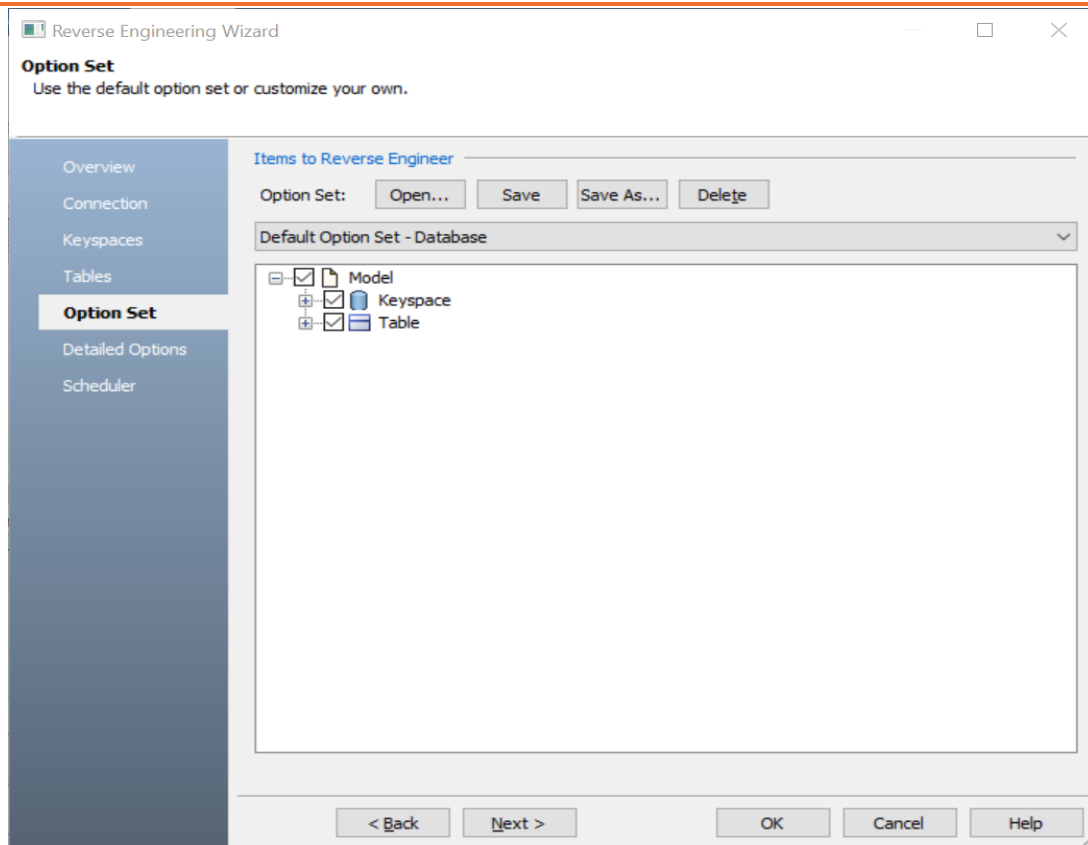 Reverse Engineering Wizard
Option Set
Use the default option set or customize your own.
Overview
Connection
Keyspaces
Tables
Option Set
Detailed Options
Scheduler
Items to Reverse Engineer
Option Set: Open... Save Save As... Delete
Default Option Set - Database
Model
Keyspace
Table
< Back Next > OK Cancel Help